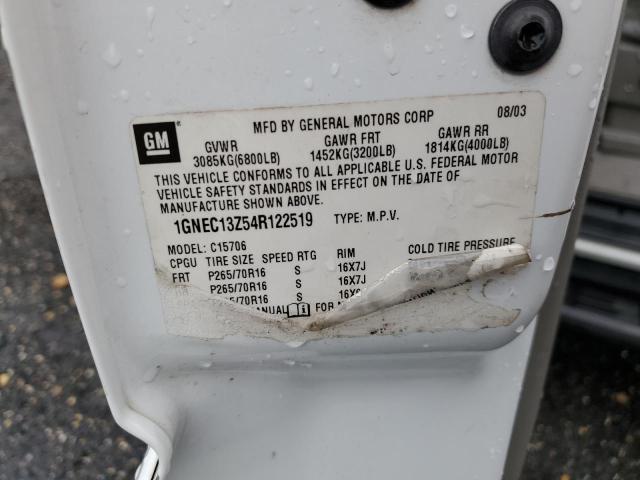 GM
MFD BY GENERAL MOTORS CORP 08/03
GVWR GAWR FRT GAWR RR
3085KG(6800LB) 1452KG(3200LB) 1814KG(4000LB)
THIS VEHICLE CONFORMS TO ALL APPLICABLE U.S. FEDERAL MOTOR
VEHICLE SAFETY STANDARDS IN EFFECT ON THE DATE OF
MANUFACTURE SHOWN ABOVE.
1GNEC13Z54R122519 TYPE: M.P.V.
MODEL: C15706
CPGU TIRE SIZE SPEED RTG RIM COLD TIRE PRESSURE
FRT P265/70R16 S 16X7J
P265/70R16 S 16X7J
265/70R16 S
FOR